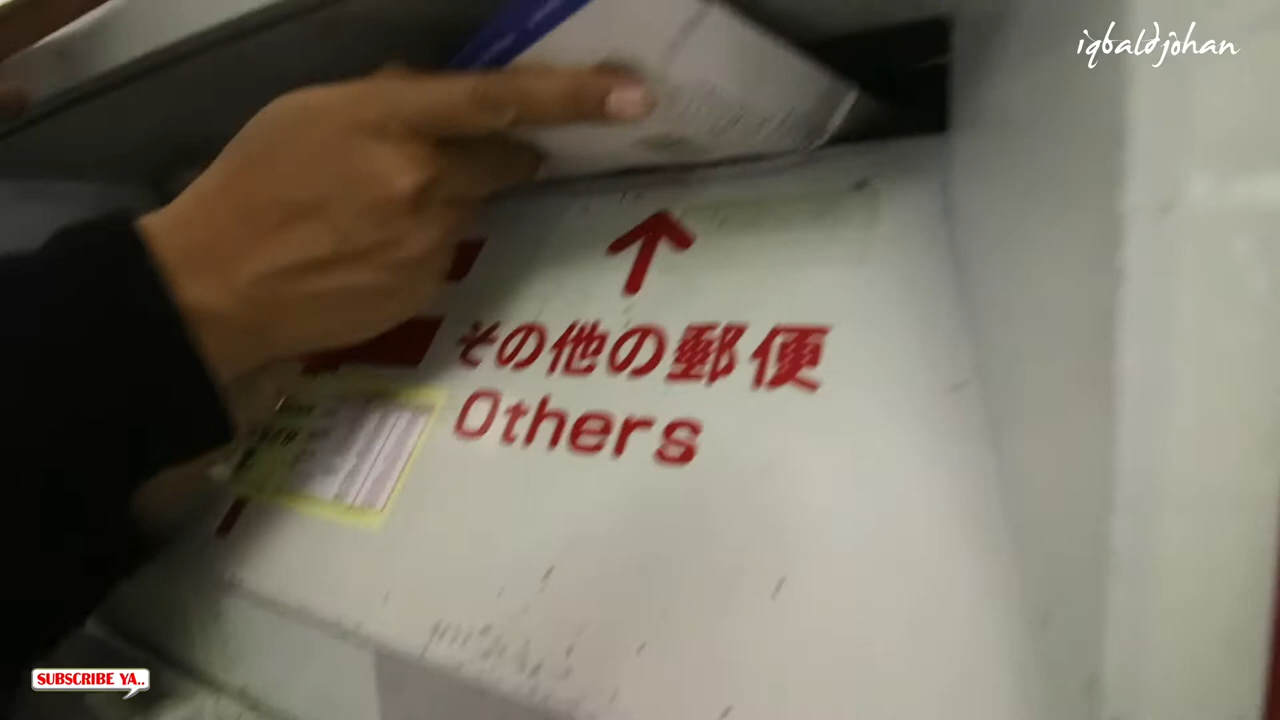 iqbaldjohan
その他の郵便
Others
SUBSCRIBE YA..